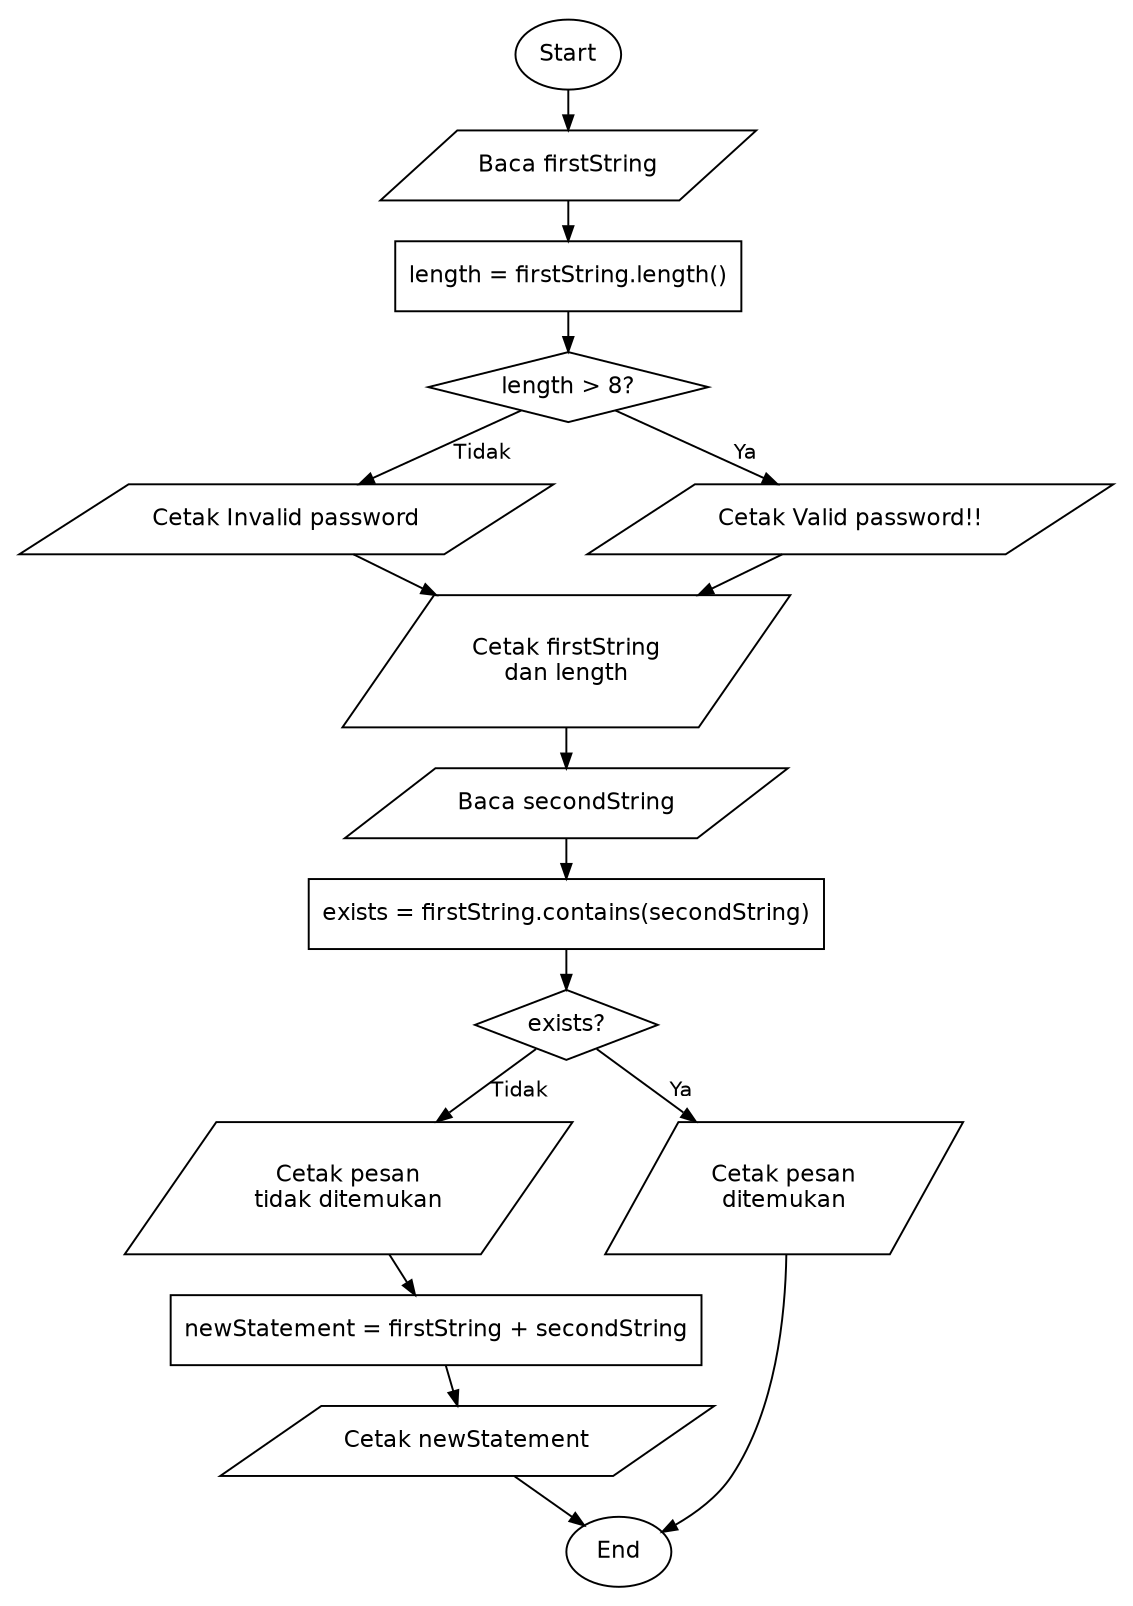 Start
Baca firstString
length = firstString.length()
length > 8?
Tidak
Ya
Cetak Invalid password
Cetak Valid password!!
Cetak firstString
dan length
Baca secondString
exists = firstString.contains(secondString)
exists?
Tidak
Ya
Cetak pesan
tidak ditemukan
Cetak pesan
ditemukan
newStatement = firstString + secondString
Cetak newStatement
End